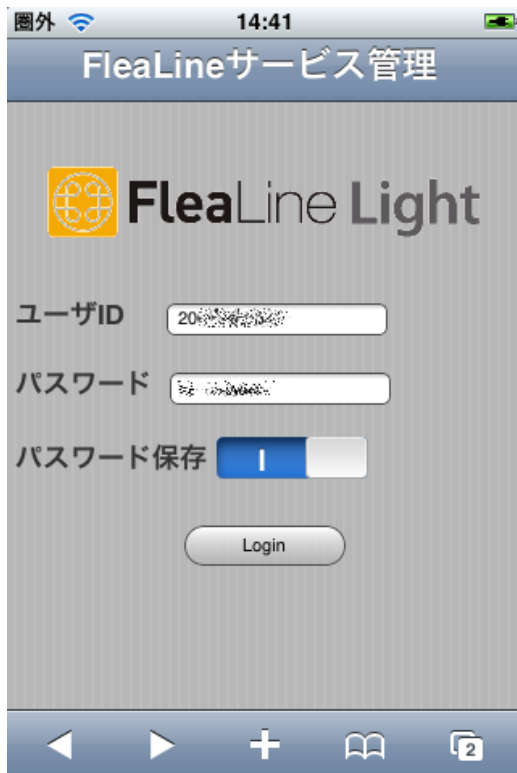 圏外 14:41
FleaLineサービス管理
FleaLine Light
ユーザID 20
パスワード
パスワード保存
Login
2